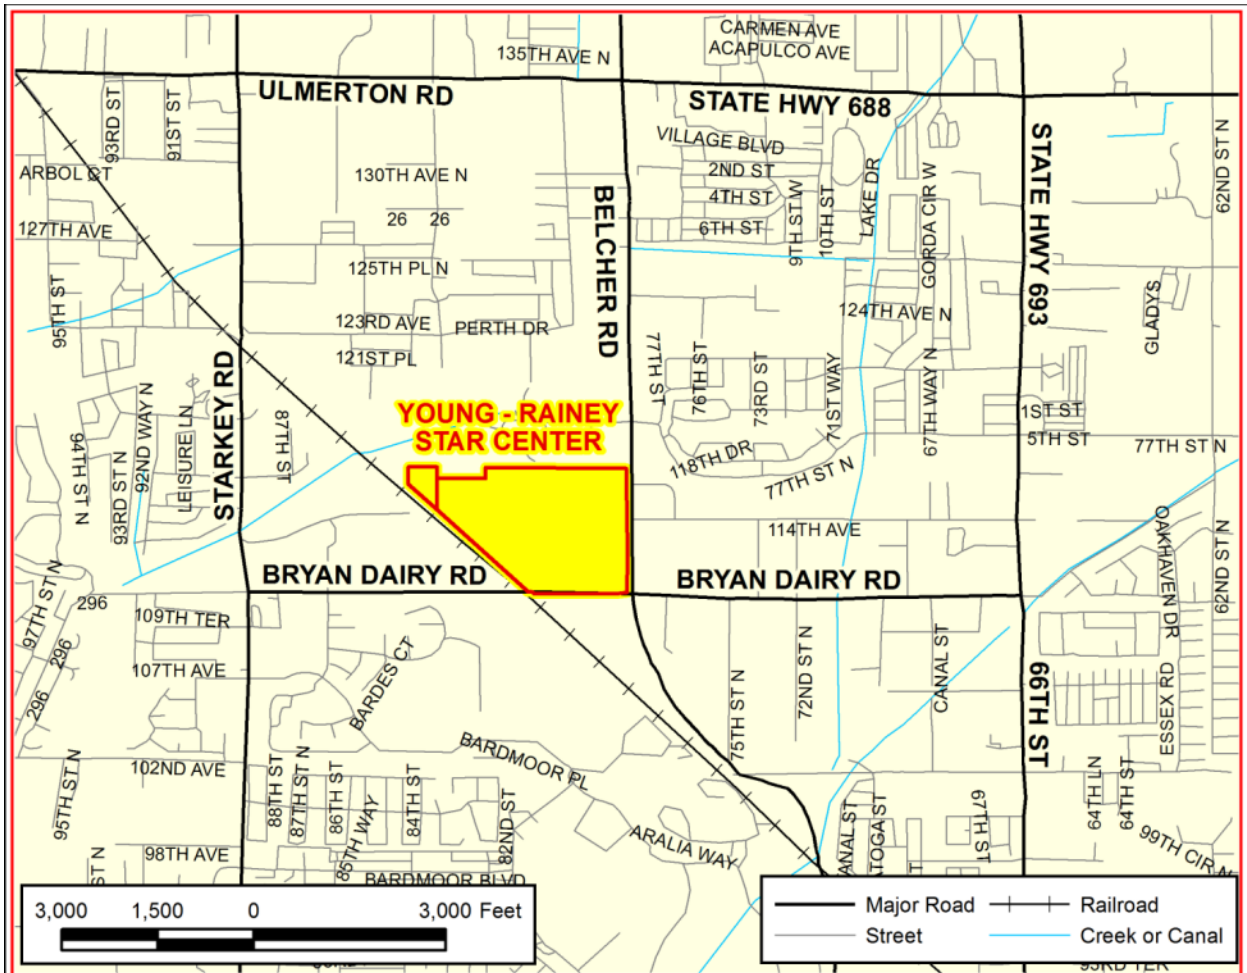 CARMEN AVE
ACAPULCO AVE
135TH AVE N
ULMERTON RD
STATE HWY 688
93RD ST
91ST ST
VILLAGE BLVD
STATE HWY 693
62ND ST N
ARBOL CT
130TH AVE N
2ND ST
4TH ST
6TH ST
9TH ST W
10TH ST
LAKE DR
GORDA CIR W
BELCHER RD
26 26
127TH AVE
125TH PL N
95TH ST
123RD AVE
PERTH DR
124TH AVE N
GLADYS
121ST PL
77TH ST
76TH ST
73RD ST
71ST WAY
67TH WAY N
STARKEY RD
YOUNG - RAINEY
STAR CENTER
1ST ST
5TH ST
77TH ST N
94TH ST N
93RD ST N
92ND WAY N
LEISURE LN
87TH ST
118TH DR
77TH ST N
114TH AVE
OAKHAVEN DR
62ND ST N
BRYAN DAIRY RD
BRYAN DAIRY RD
97TH ST N
296
109TH TER
296
107TH AVE
296
BARDES CT
75TH ST N
72ND ST N
CANAL ST
66TH ST
ESSEX RD
BARDMOOR PL
102ND AVE
95TH ST N
88TH ST
87TH ST N
86TH ST
85TH WAY
84TH ST
82ND ST
ARALIA WAY
ANAL ST
TOGA ST
67TH ST
64TH LN
64TH ST
99TH CIR N
98TH AVE
ST N
BARDMOOR BLVD
3,000 1,500 0 3,000 Feet
Major Road
Railroad
Street
Creek or Canal
93RD TER